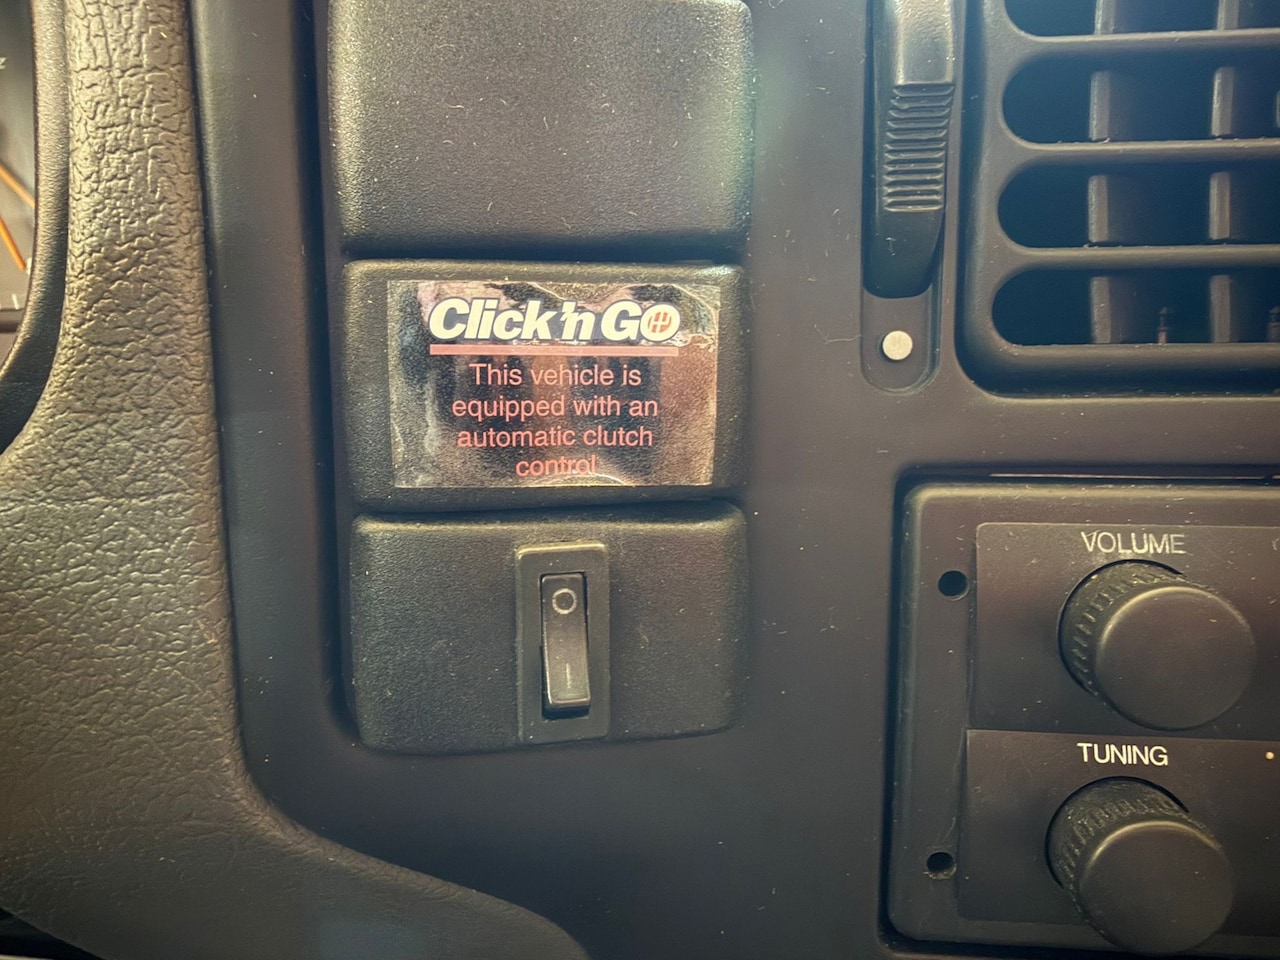 Click'n Go
This vehicle is
equipped with an
automatic clutch
control
VOLUME
TUNING